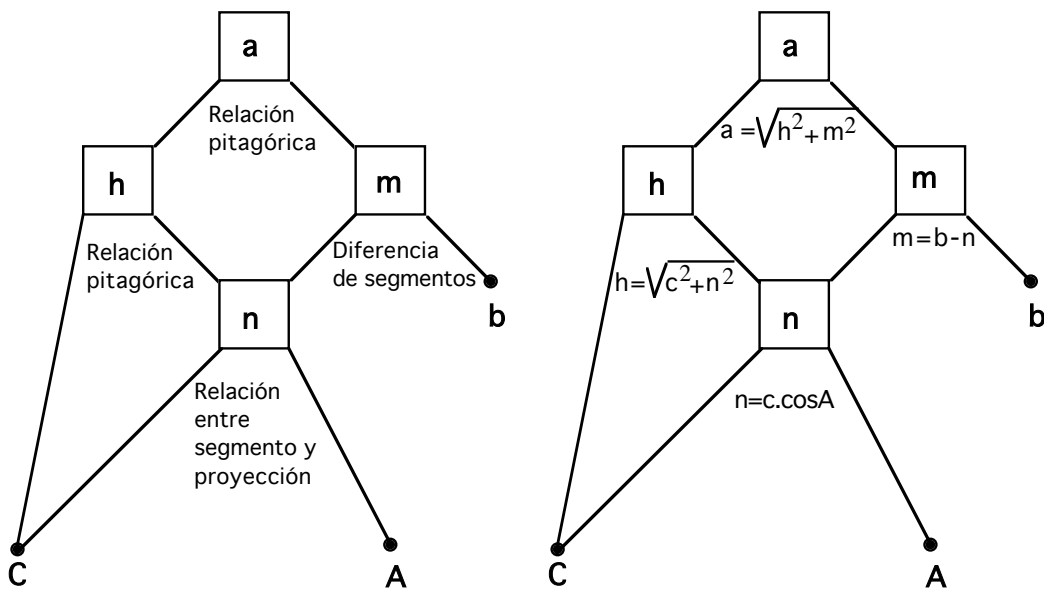 a
Relación
pitagórica
h
m
Relación
pitagórica
Diferencia
de segmentos
b
n
Relación
entre
segmento y
proyección
C
A
a
a =√h²+m²
h
m
m=b-n
h=√c²+n²
b
n
n=c.cosA
C
A